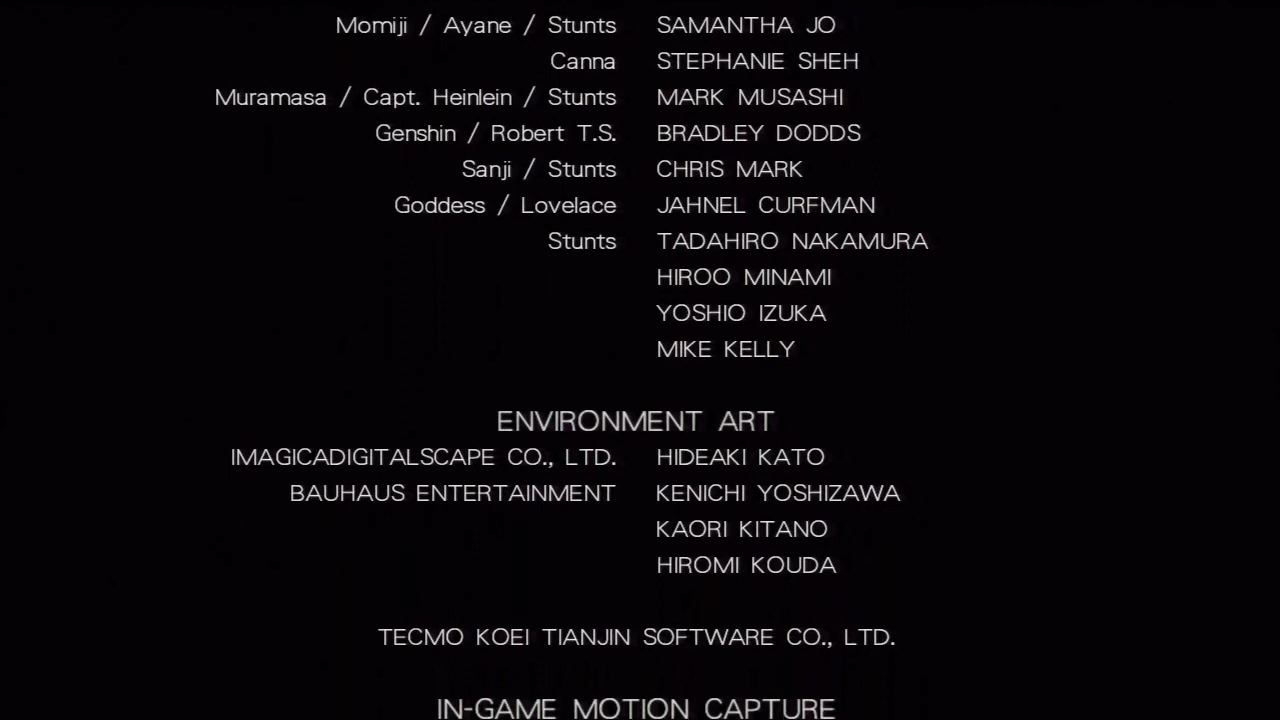 Momiji / Ayane / Stunts SAMANTHA JO
Canna STEPHANIE SHEH
Muramasa / Capt. Heinlein / Stunts MARK MUSASHI
Genshin / Robert T.S. BRADLEY DODDS
Sanji / Stunts CHRIS MARK
Goddess / Lovelace JAHNEL CURFMAN
Stunts TADAHIRO NAKAMURA
HIROO MINAMI
YOSHIO IZUKA
MIKE KELLY
ENVIRONMENT ART
IMAGICADIGITALSCAPE CO., LTD. HIDEAKI KATO
BAUHAUS ENTERTAINMENT KENICHI YOSHIZAWA
KAORI KITANO
HIROMI KOUDA
TECMO KOEI TIANJIN SOFTWARE CO., LTD.
IN-GAME MOTION CAPTURE